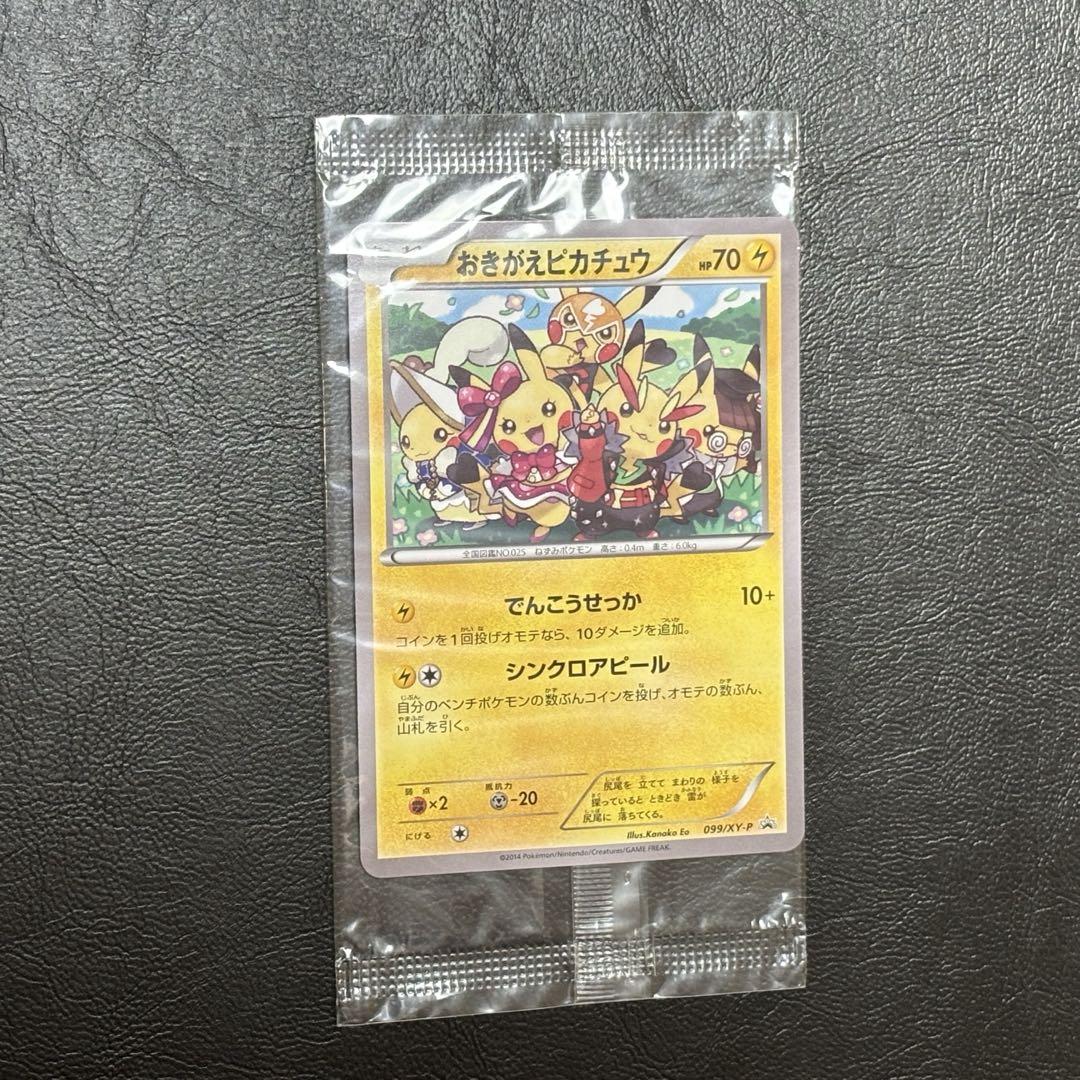 おきがえピカチュウ HP70
全国図鑑NO.025 ねずみポケモン 高さ:0.4m 重さ:6.0kg
でんこうせっか 10+
コインを1回投げオモテなら、10ダメージを追加。
シンクロアピール
自分のベンチポケモンの数ぶんコインを投げ、オモテの数ぶん、
山札を引く。
弱点 ×2 抵抗力 -20
にげる
尻尾を 立てて まわりの 様子を
探っていると ときどき 雷が
尻尾に 落ちてくる。
Illus.Kanako Eo 099/XY-P
©2014 Pokémon/Nintendo/Creatures/GAME FREAK.